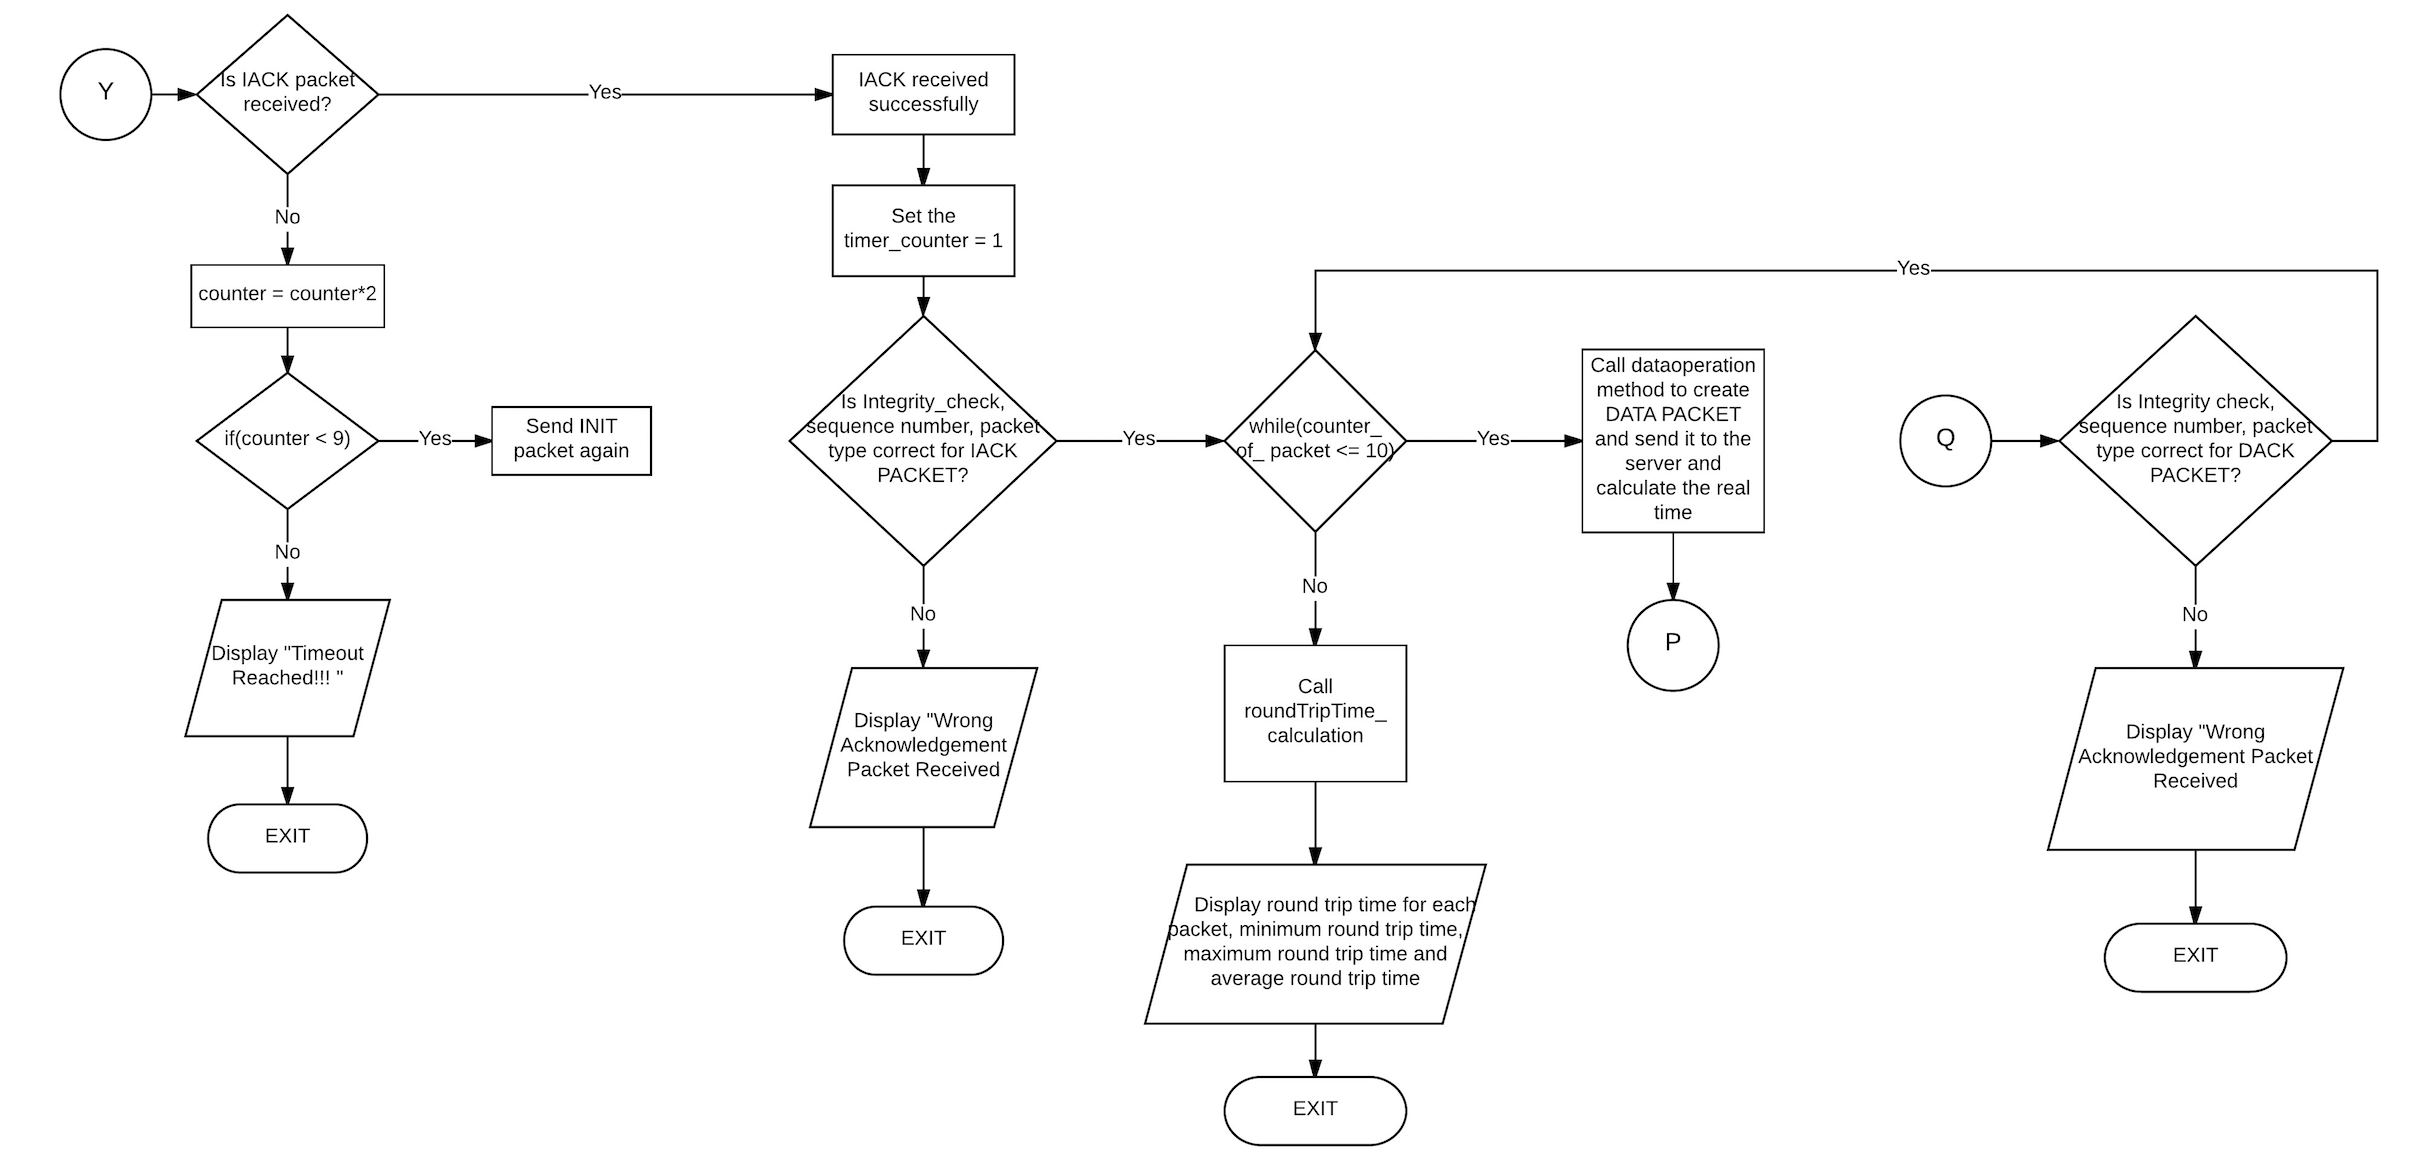 Y
Is IACK packet
received?
Yes
IACK received
successfully
No
Set the
timer_counter = 1
counter = counter*2
if(counter < 9)
Yes
Send INIT
packet again
No
Display "Timeout
Reached!!! "
EXIT
Is Integrity_check,
sequence number, packet
type correct for IACK
PACKET?
Yes
No
Display "Wrong
Acknowledgement
Packet Received
EXIT
while(counter_
of_ packet <= 10)
Yes
Call dataoperation
method to create
DATA PACKET
and send it to the
server and
calculate the real
time
P
No
Call
roundTripTime_
calculation
Display round trip time for each
packet, minimum round trip time,
maximum round trip time and
average round trip time
EXIT
Yes
Q
Is Integrity check,
sequence number, packet
type correct for DACK
PACKET?
No
Display "Wrong
Acknowledgement Packet
Received
EXIT